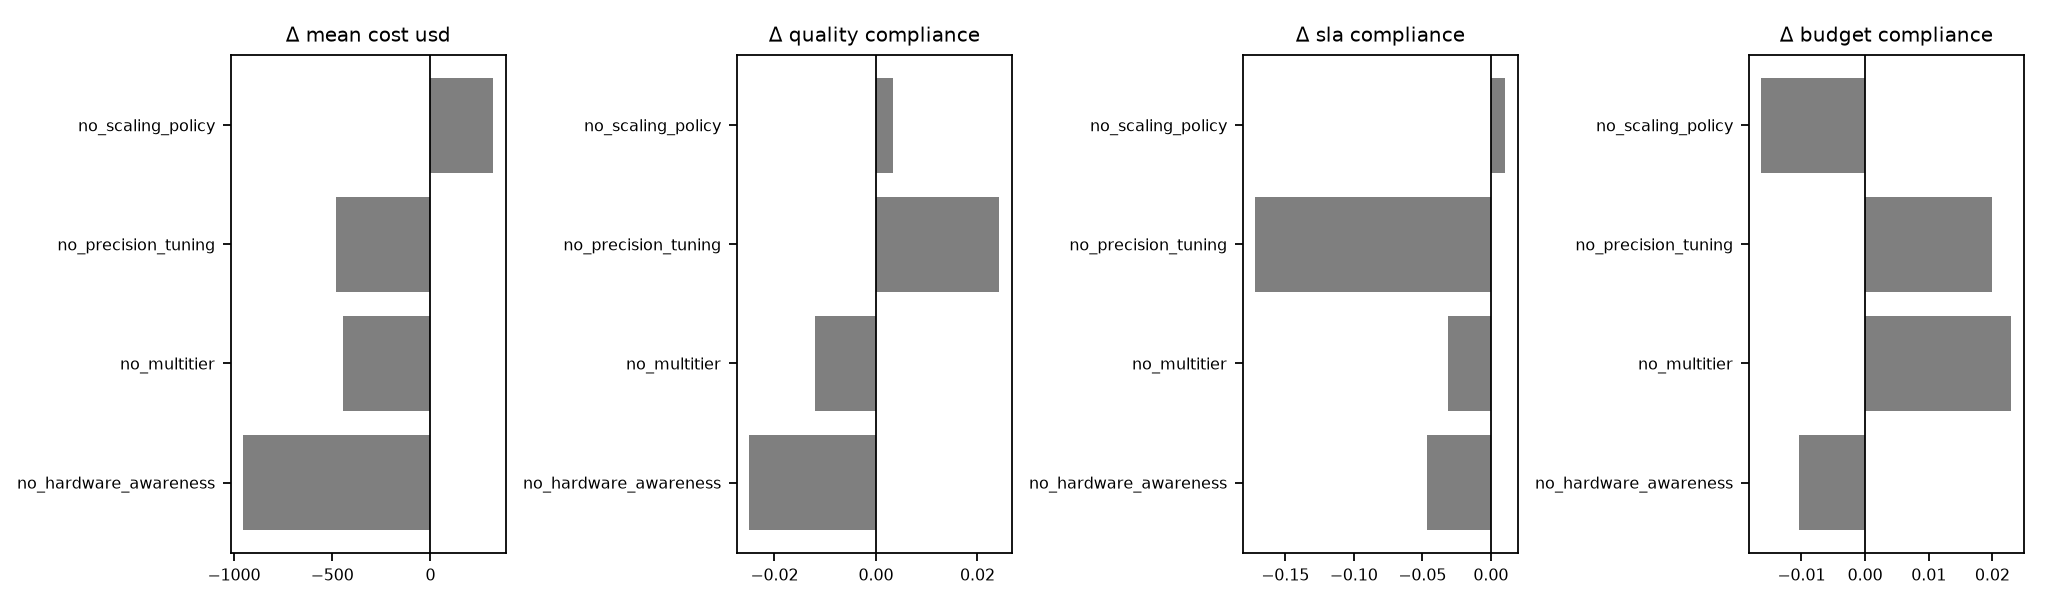 Δ mean cost usd
no_scaling_policy
no_precision_tuning
no_multitier
no_hardware_awareness
−1000 −500 0
Δ quality compliance
no_scaling_policy
no_precision_tuning
no_multitier
no_hardware_awareness
−0.02 0.00 0.02
Δ sla compliance
no_scaling_policy
no_precision_tuning
no_multitier
no_hardware_awareness
−0.15 −0.10 −0.05 0.00
Δ budget compliance
no_scaling_policy
no_precision_tuning
no_multitier
no_hardware_awareness
−0.01 0.00 0.01 0.02